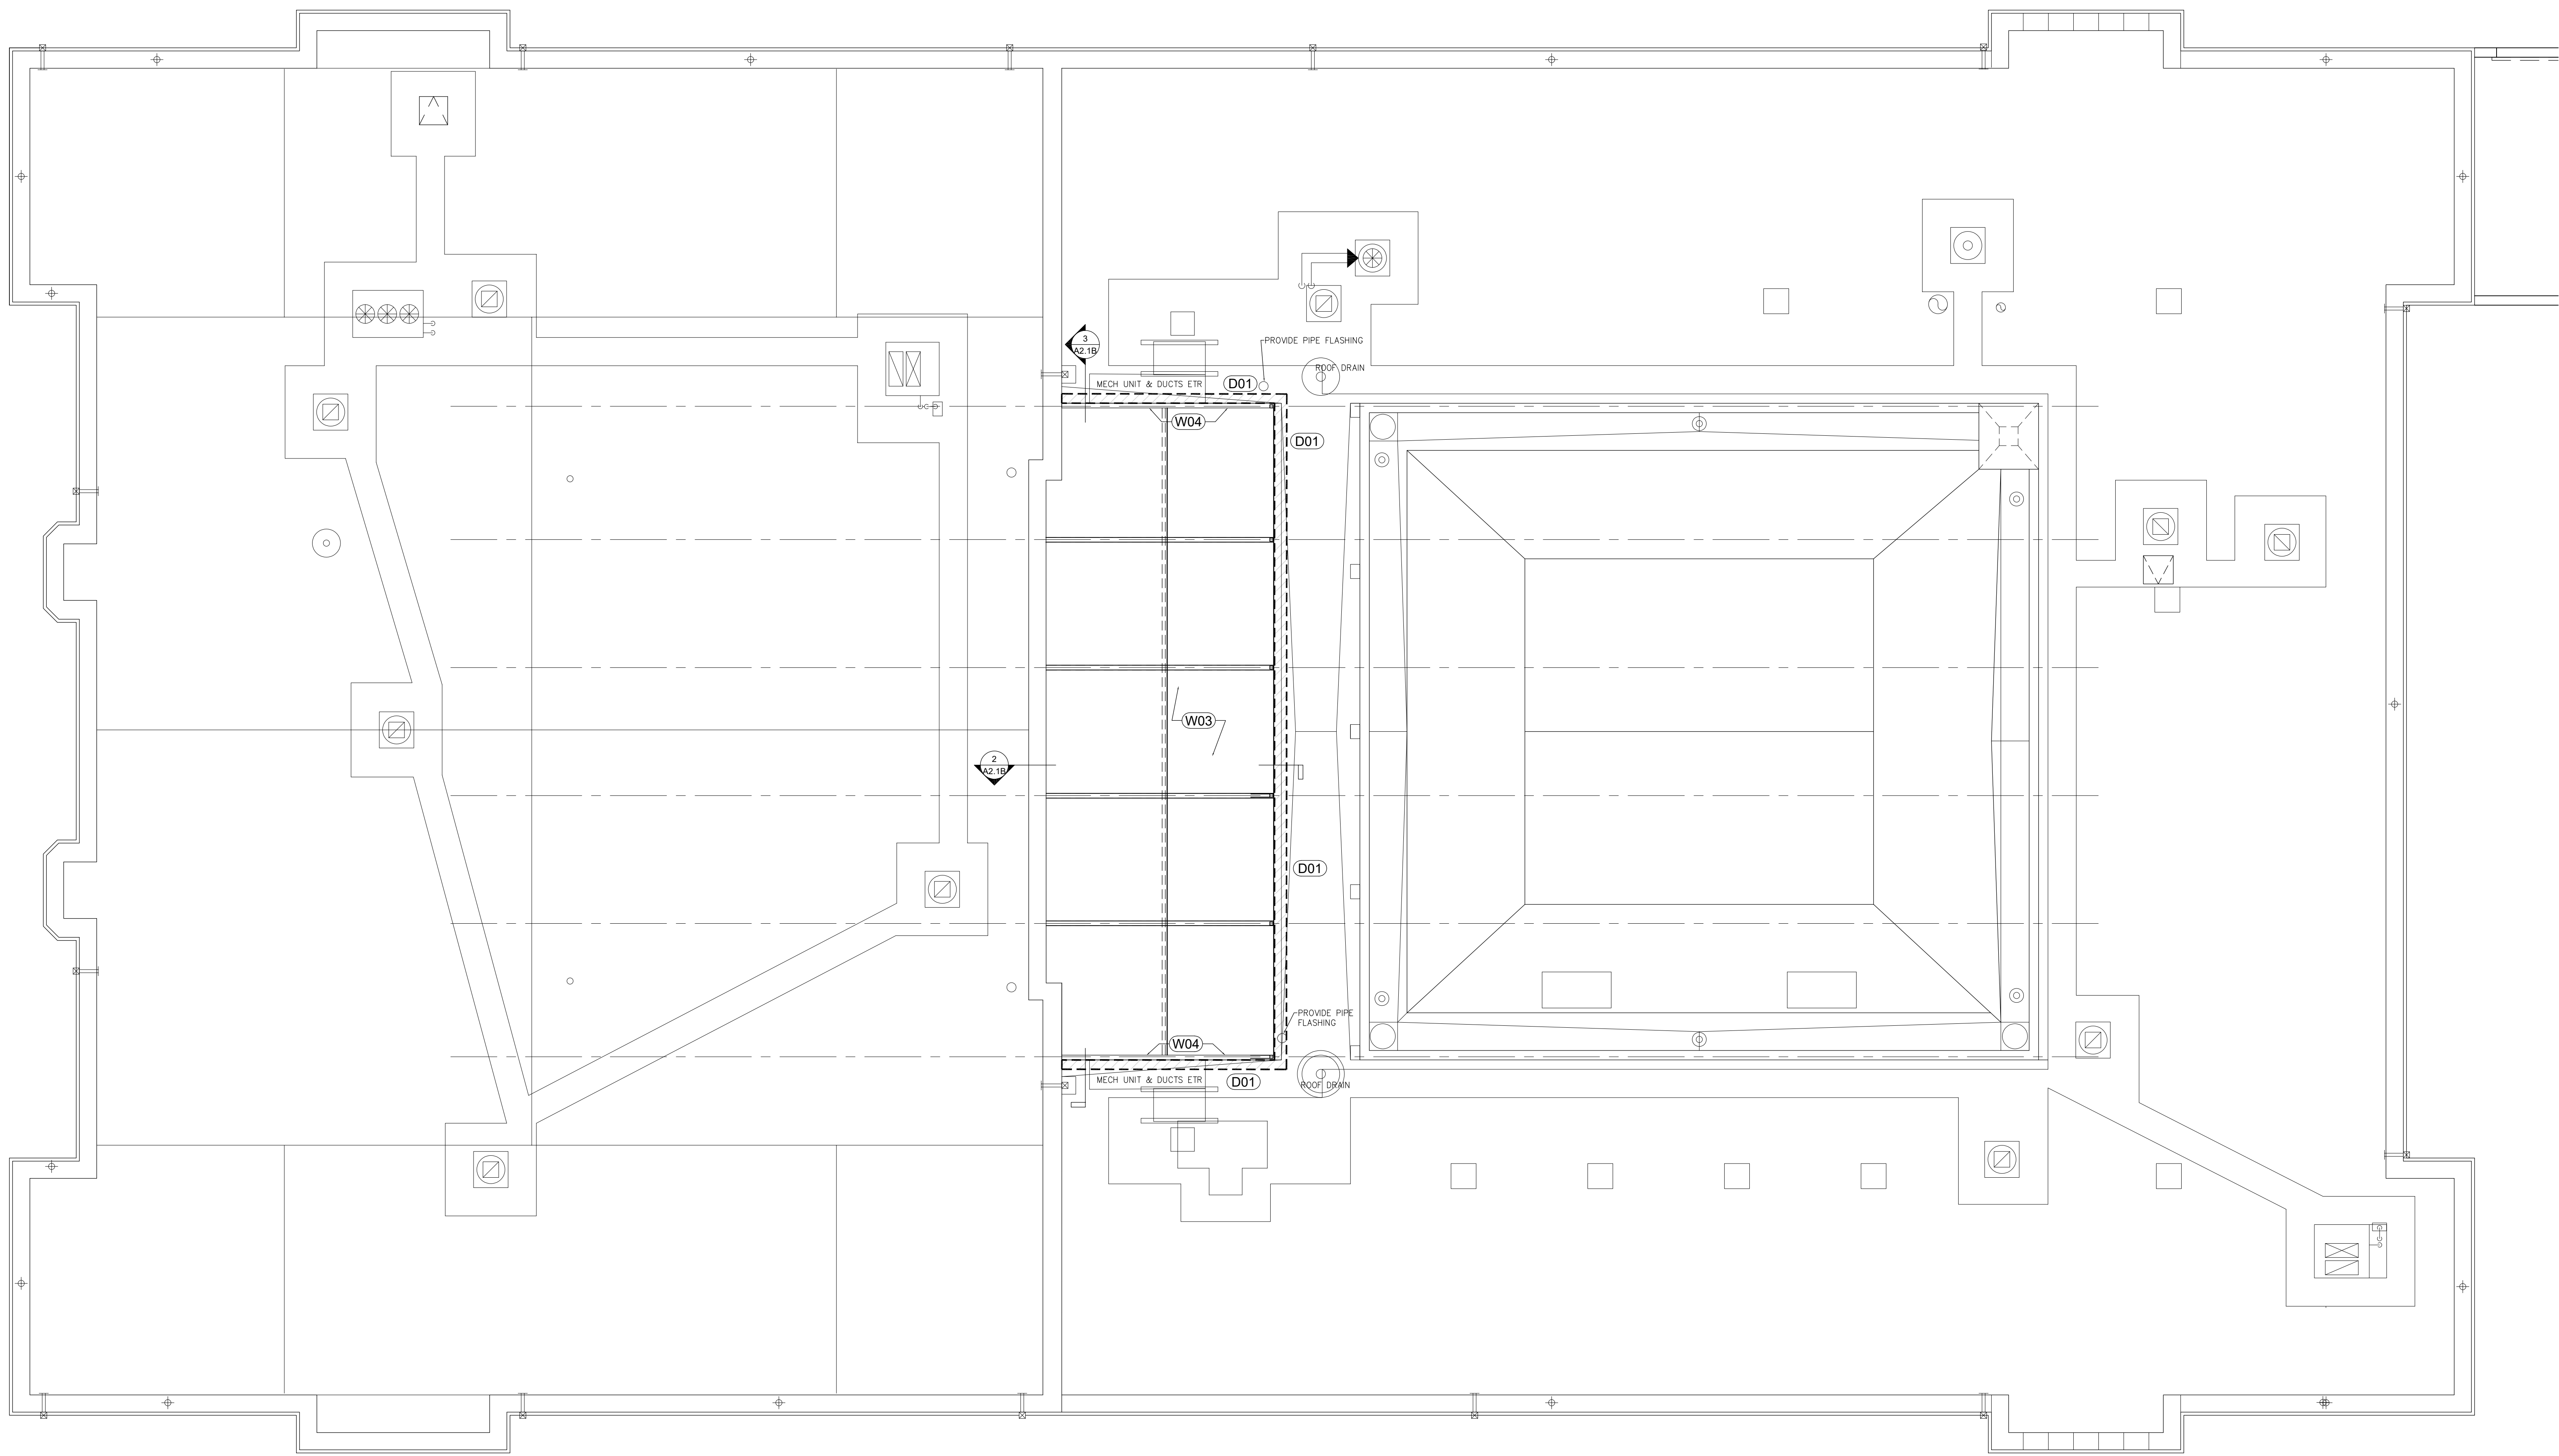 PROVIDE PIPE FLASHING
3
A2.1B
ROOF DRAIN
MECH UNIT & DUCTS ETR
D01
W04
D01
W03
2
A2.1B
D01
PROVIDE PIPE
FLASHING
W04
MECH UNIT & DUCTS ETR
D01
ROOF DRAIN